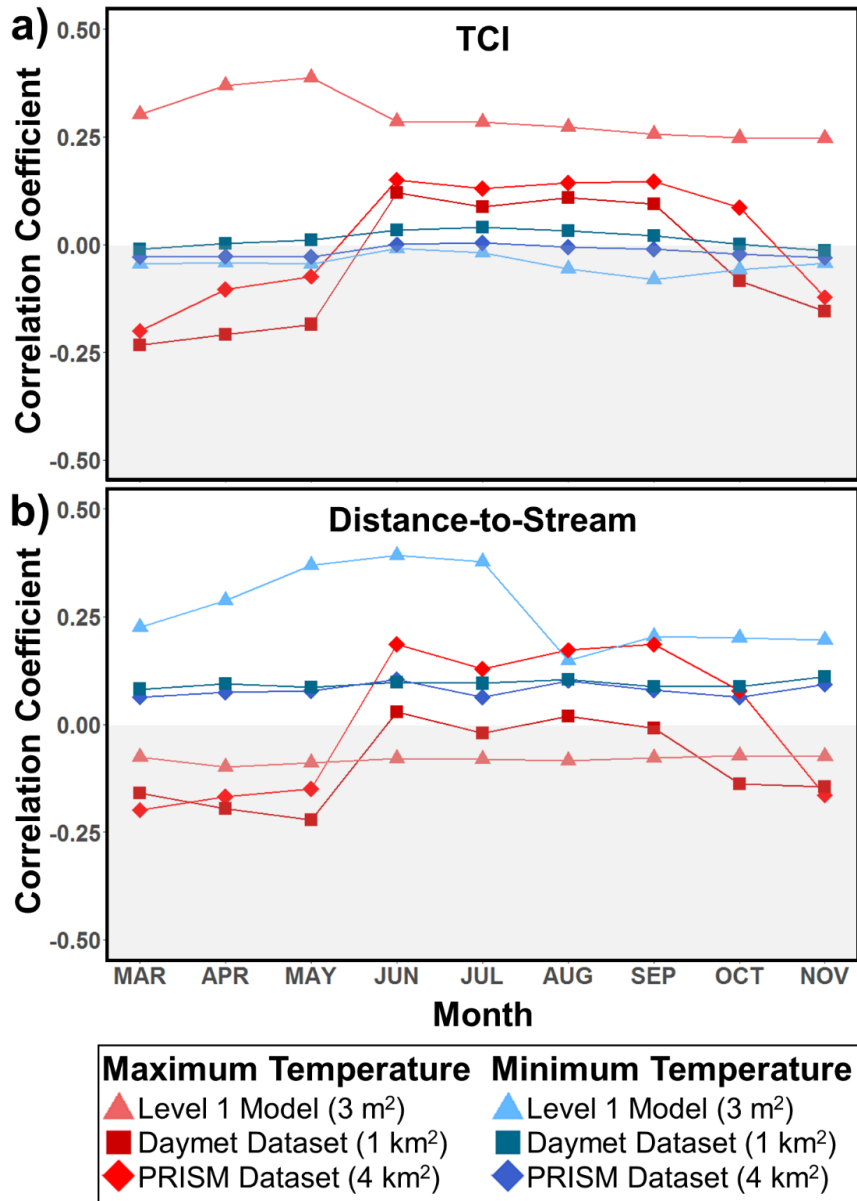 a)
TCI
Correlation Coefficient
0.50
0.25
0.00
-0.25
-0.50
b)
Distance-to-Stream
Correlation Coefficient
0.50
0.25
0.00
-0.25
-0.50
MAR APR MAY JUN JUL AUG SEP OCT NOV
Month
Maximum Temperature
Level 1 Model (3 m²)
Daymet Dataset (1 km²)
PRISM Dataset (4 km²)
Minimum Temperature
Level 1 Model (3 m²)
Daymet Dataset (1 km²)
PRISM Dataset (4 km²)